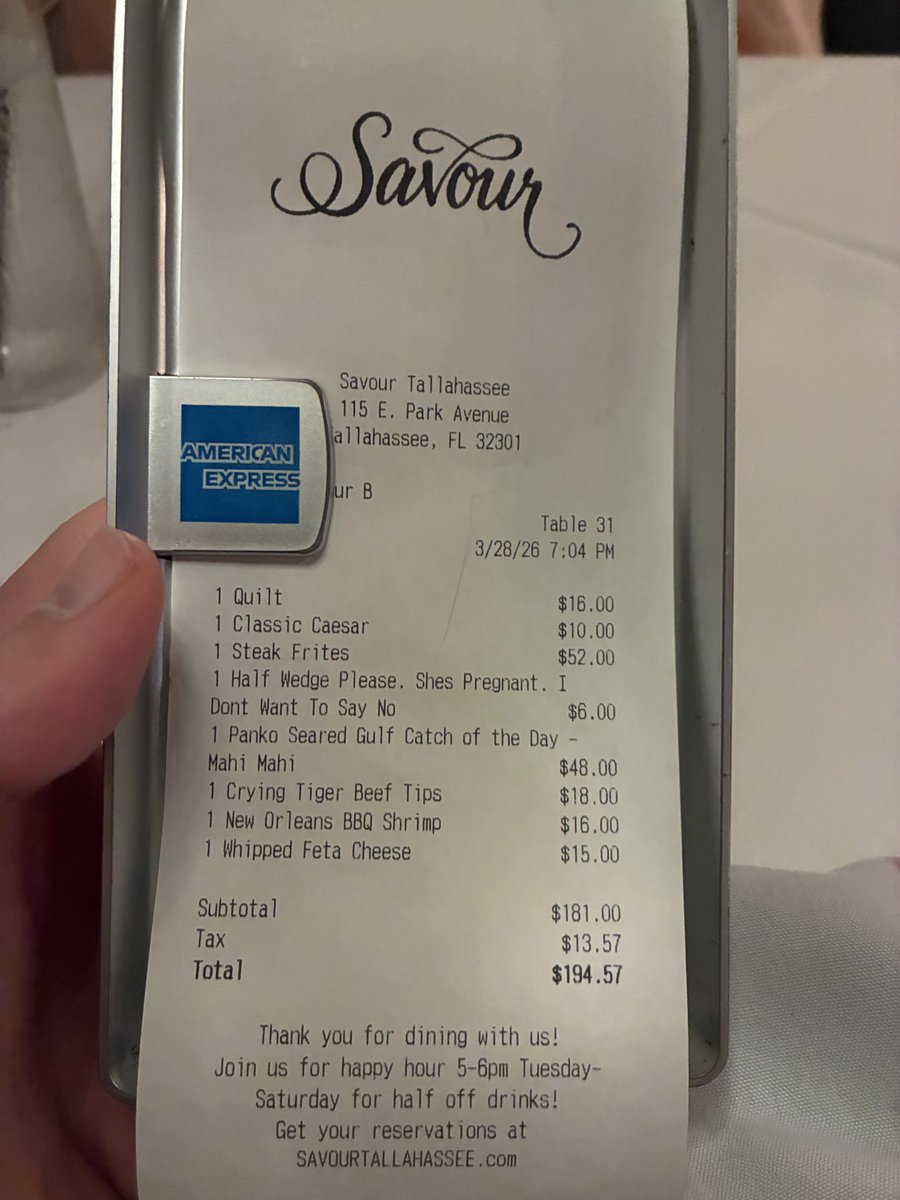 Savour
Savour Tallahassee
115 E. Park Avenue
allahassee, FL 32301
AMERICAN
EXPRESS
ur B
Table 31
3/28/26 7:04 PM
1 Quilt $16.00
1 Classic Caesar $10.00
1 Steak Frites $52.00
1 Half Wedge Please. Shes Pregnant. I
Dont Want To Say No $6.00
1 Panko Seared Gulf Catch of the Day -
Mahi Mahi $48.00
1 Crying Tiger Beef Tips $18.00
1 New Orleans BBQ Shrimp $16.00
1 Whipped Feta Cheese $15.00
Subtotal $181.00
Tax $13.57
Total $194.57
Thank you for dining with us!
Join us for happy hour 5-6pm Tuesday-
Saturday for half off drinks!
Get your reservations at
SAVOURTALLAHASSEE.com